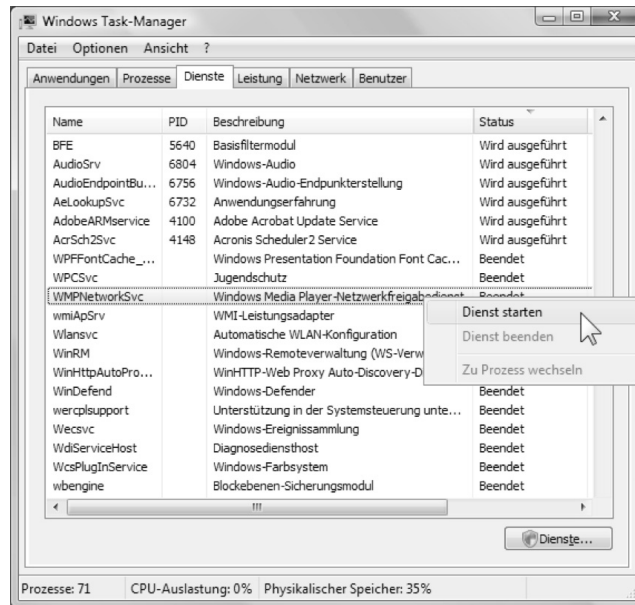 Windows Task-Manager
Datei Optionen Ansicht ?
Anwendungen Prozesse Dienste Leistung Netzwerk Benutzer
Name PID Beschreibung Status
BFE 5640 Basisfiltermodul Wird ausgeführt
AudioSrv 6804 Windows-Audio Wird ausgeführt
AudioEndpointBu... 6756 Windows-Audio-Endpunkterstellung Wird ausgeführt
AeLookupSvc 6732 Anwendungserfahrung Wird ausgeführt
AdobeARMservice 4100 Adobe Acrobat Update Service Wird ausgeführt
AcrSch2Svc 4148 Acronis Scheduler2 Service Wird ausgeführt
WPFFontCache_... Windows Presentation Foundation Font Cac... Beendet
WPCSvc Jugendschutz Beendet
WMPNetworkSvc Windows Media Player-Netzwerkfreigabedienst Beendet
Dienst starten
wmiApSrv WMI-Leistungsadapter
Wlansvc Automatische WLAN-Konfiguration
Dienst beenden
WinRM Windows-Remoteverwaltung (WS-Verw
WinHttpAutoPro... WinHTTP-Web Proxy Auto-Discovery-D
Zu Prozess wechseln
WinDefend Windows-Defender Beendet
wercplsupport Unterstützung in der Systemsteuerung unte... Beendet
Wecsvc Windows-Ereignissammlung Beendet
WdiServiceHost Diagnosediensthost Beendet
WcsPlugInService Windows-Farbsystem Beendet
wbengine Blockebenen-Sicherungsmodul Beendet
Dienste...
Prozesse: 71 CPU-Auslastung: 0% Physikalischer Speicher: 35%